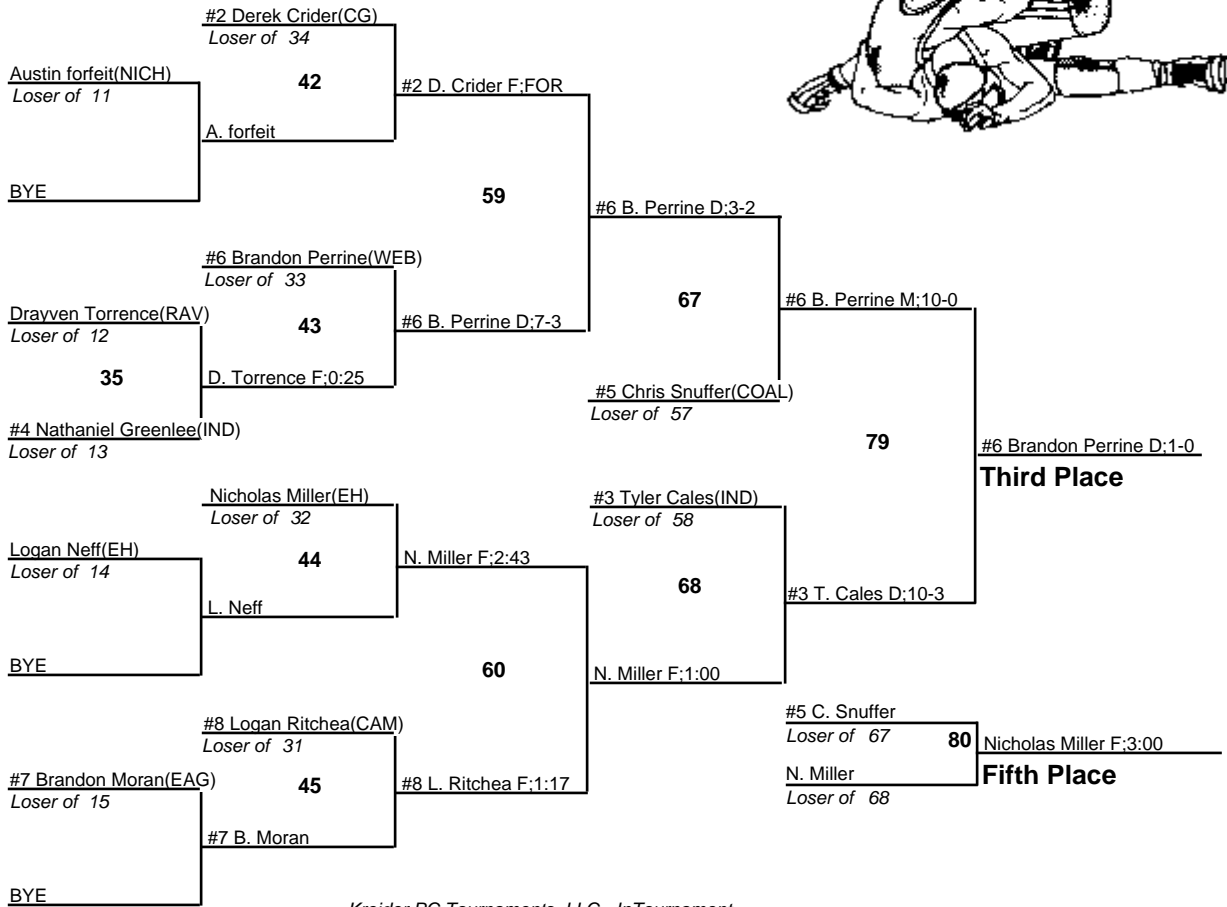 #2 Derek Crider(CG)
Loser of 34
Austin forfeit(NICH)
Loser of 11
42
#2 D. Crider F;FOR
A. forfeit
BYE
59
#6 B. Perrine D;3-2
#6 Brandon Perrine(WEB)
Loser of 33
Drayven Torrence(RAV)
Loser of 12
43
#6 B. Perrine D;7-3
67
#6 B. Perrine M;10-0
35
D. Torrence F;0:25
#5 Chris Snuffer(COAL)
Loser of 57
#4 Nathaniel Greenlee(IND)
Loser of 13
79
#6 Brandon Perrine D;1-0
Third Place
Nicholas Miller(EH)
Loser of 32
#3 Tyler Cales(IND)
Loser of 58
Logan Neff(EH)
Loser of 14
44
N. Miller F;2:43
68
#3 T. Cales D;10-3
L. Neff
BYE
60
N. Miller F;1:00
#8 Logan Ritchea(CAM)
Loser of 31
#5 C. Snuffer
Loser of 67
80
Nicholas Miller F;3:00
Fifth Place
#7 Brandon Moran(EAG)
Loser of 15
45
#8 L. Ritchea F;1:17
N. Miller
Loser of 68
#7 B. Moran
BYE